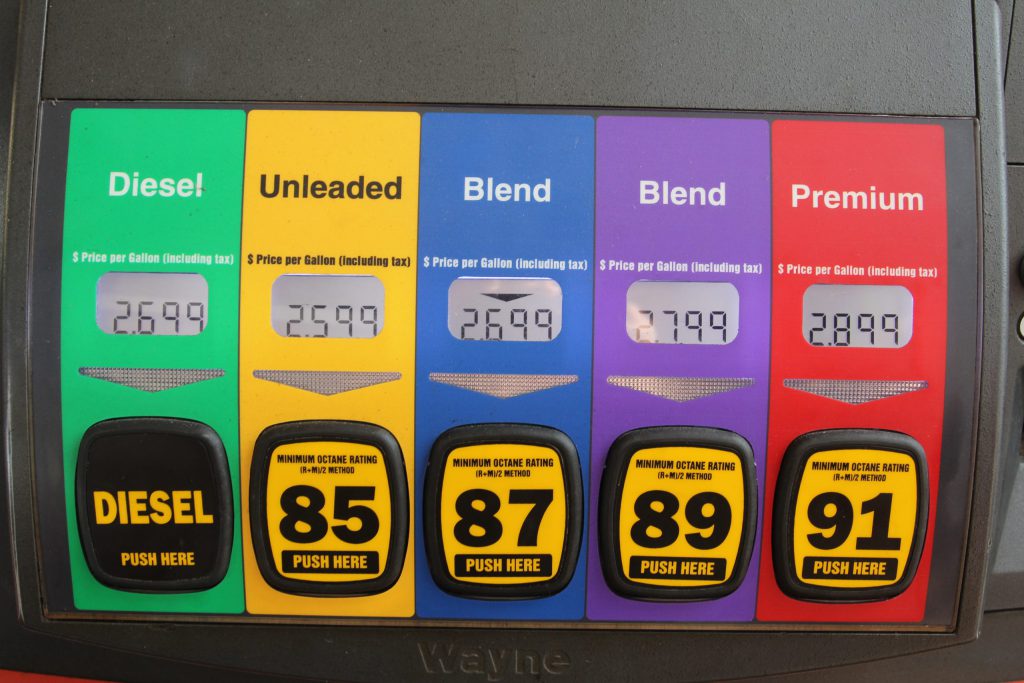 Diesel
Unleaded
Blend
Blend
Premium
$ Price per Gallon (including tax)
$ Price per Gallon (including tax)
$ Price per Gallon (including tax)
$ Price per Gallon (including tax)
$ Price per Gallon (including tax)
2.699
2.599
2.699
2.799
2.899
DIESEL
PUSH HERE
MINIMUM OCTANE RATING
(R+M)/2 METHOD
85
PUSH HERE
MINIMUM OCTANE RATING
(R+M)/2 METHOD
87
PUSH HERE
MINIMUM OCTANE RATING
(R+M)/2 METHOD
89
PUSH HERE
MINIMUM OCTANE RATING
(R+M)/2 METHOD
91
PUSH HERE
Wayne